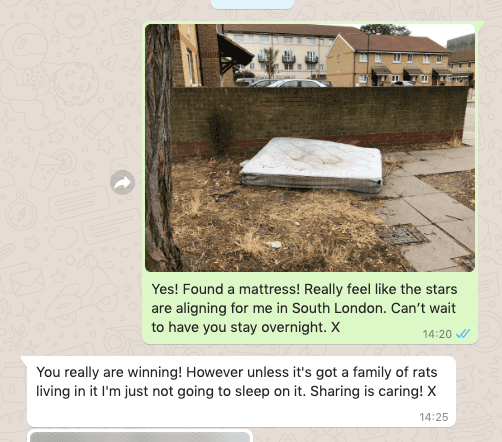 Yes! Found a mattress! Really feel like the stars
are aligning for me in South London. Can't wait
to have you stay overnight. X
14:20
You really are winning! However unless it's got a family of rats
living in it I'm just not going to sleep on it. Sharing is caring! X
14:25